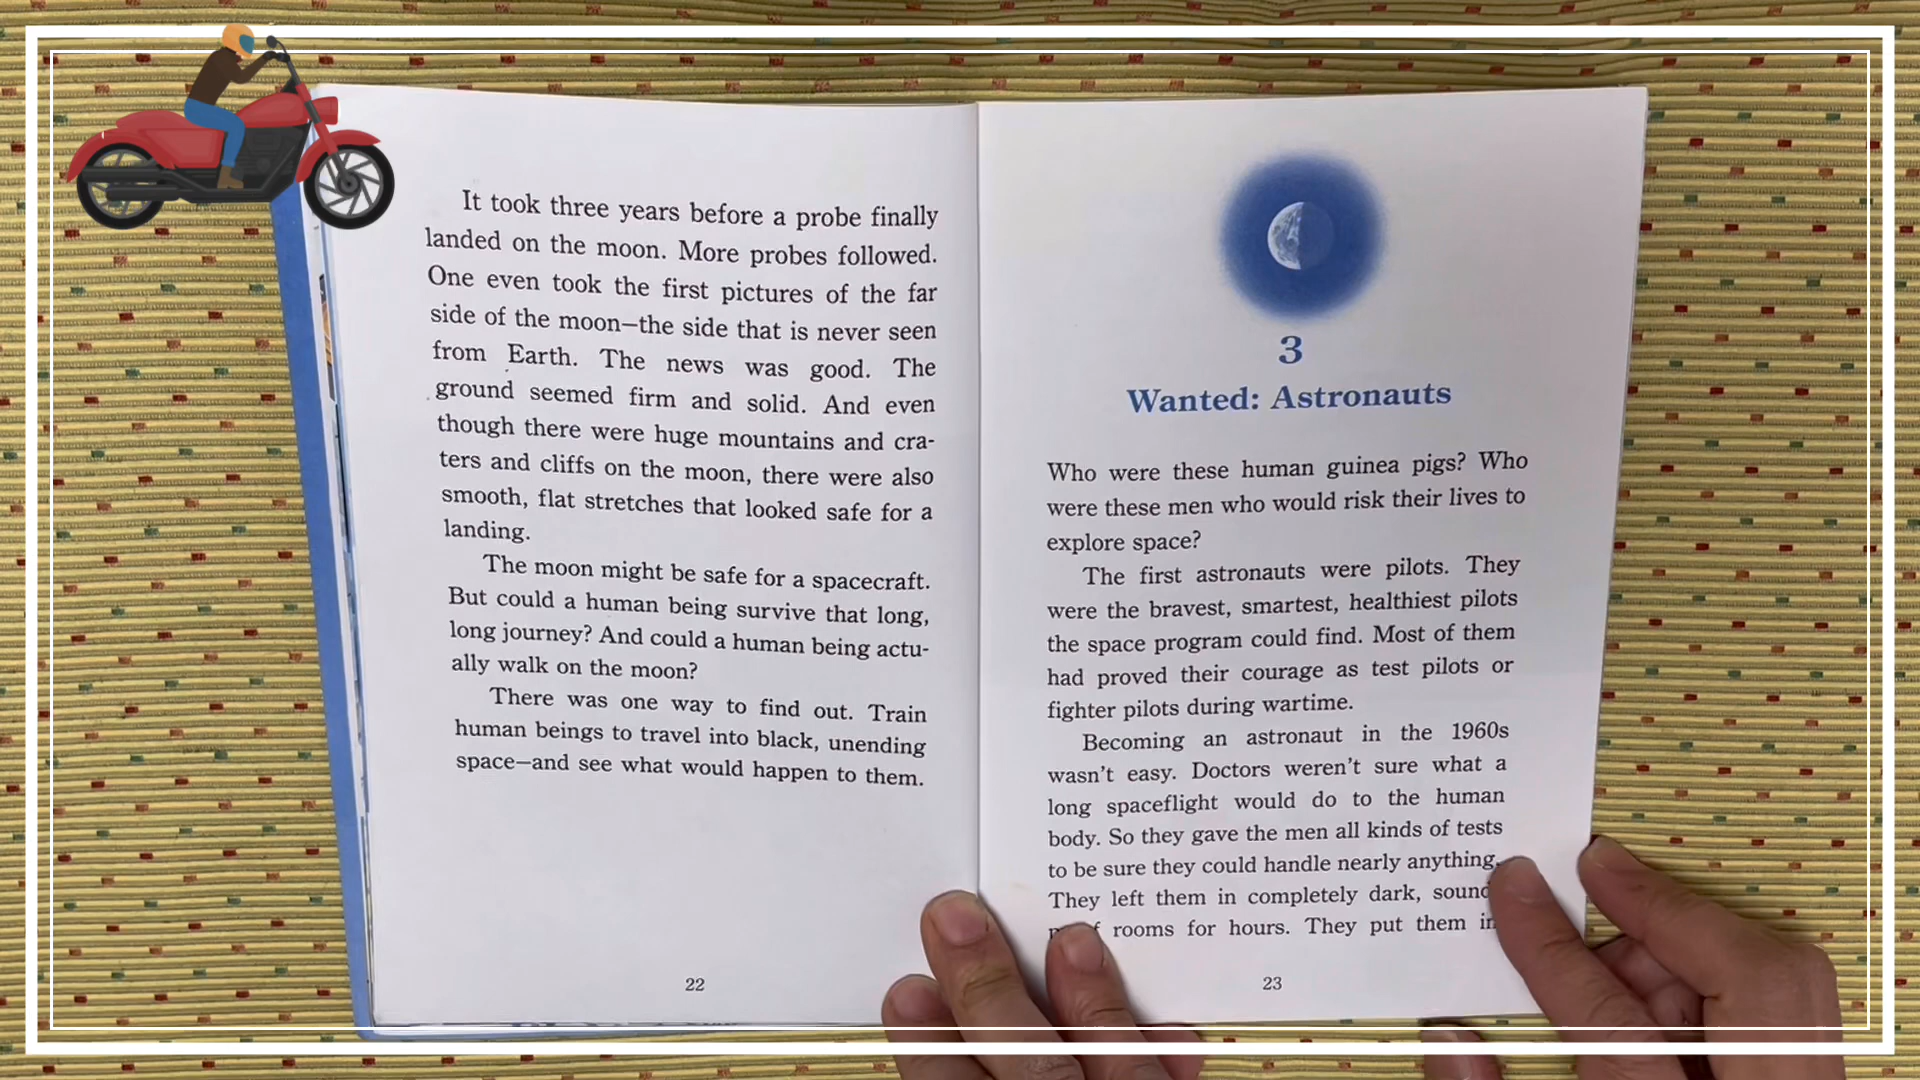 It took three years before a probe finally
landed on the moon. More probes followed.
One even took the first pictures of the far
side of the moon—the side that is never seen
from Earth. The news was good. The
ground seemed firm and solid. And even
though there were huge mountains and cra-
ters and cliffs on the moon, there were also
smooth, flat stretches that looked safe for a
landing.
The moon might be safe for a spacecraft.
But could a human being survive that long,
long journey? And could a human being actu-
ally walk on the moon?
There was one way to find out. Train
human beings to travel into black, unending
space—and see what would happen to them.
22
3
Wanted: Astronauts
Who were these human guinea pigs? Who
were these men who would risk their lives to
explore space?
The first astronauts were pilots. They
were the bravest, smartest, healthiest pilots
the space program could find. Most of them
had proved their courage as test pilots or
fighter pilots during wartime.
Becoming an astronaut in the 1960s
wasn't easy. Doctors weren't sure what a
long spaceflight would do to the human
body. So they gave the men all kinds of tests
to be sure they could handle nearly anything.
They left them in completely dark, sound
rooms for hours. They put them in
23